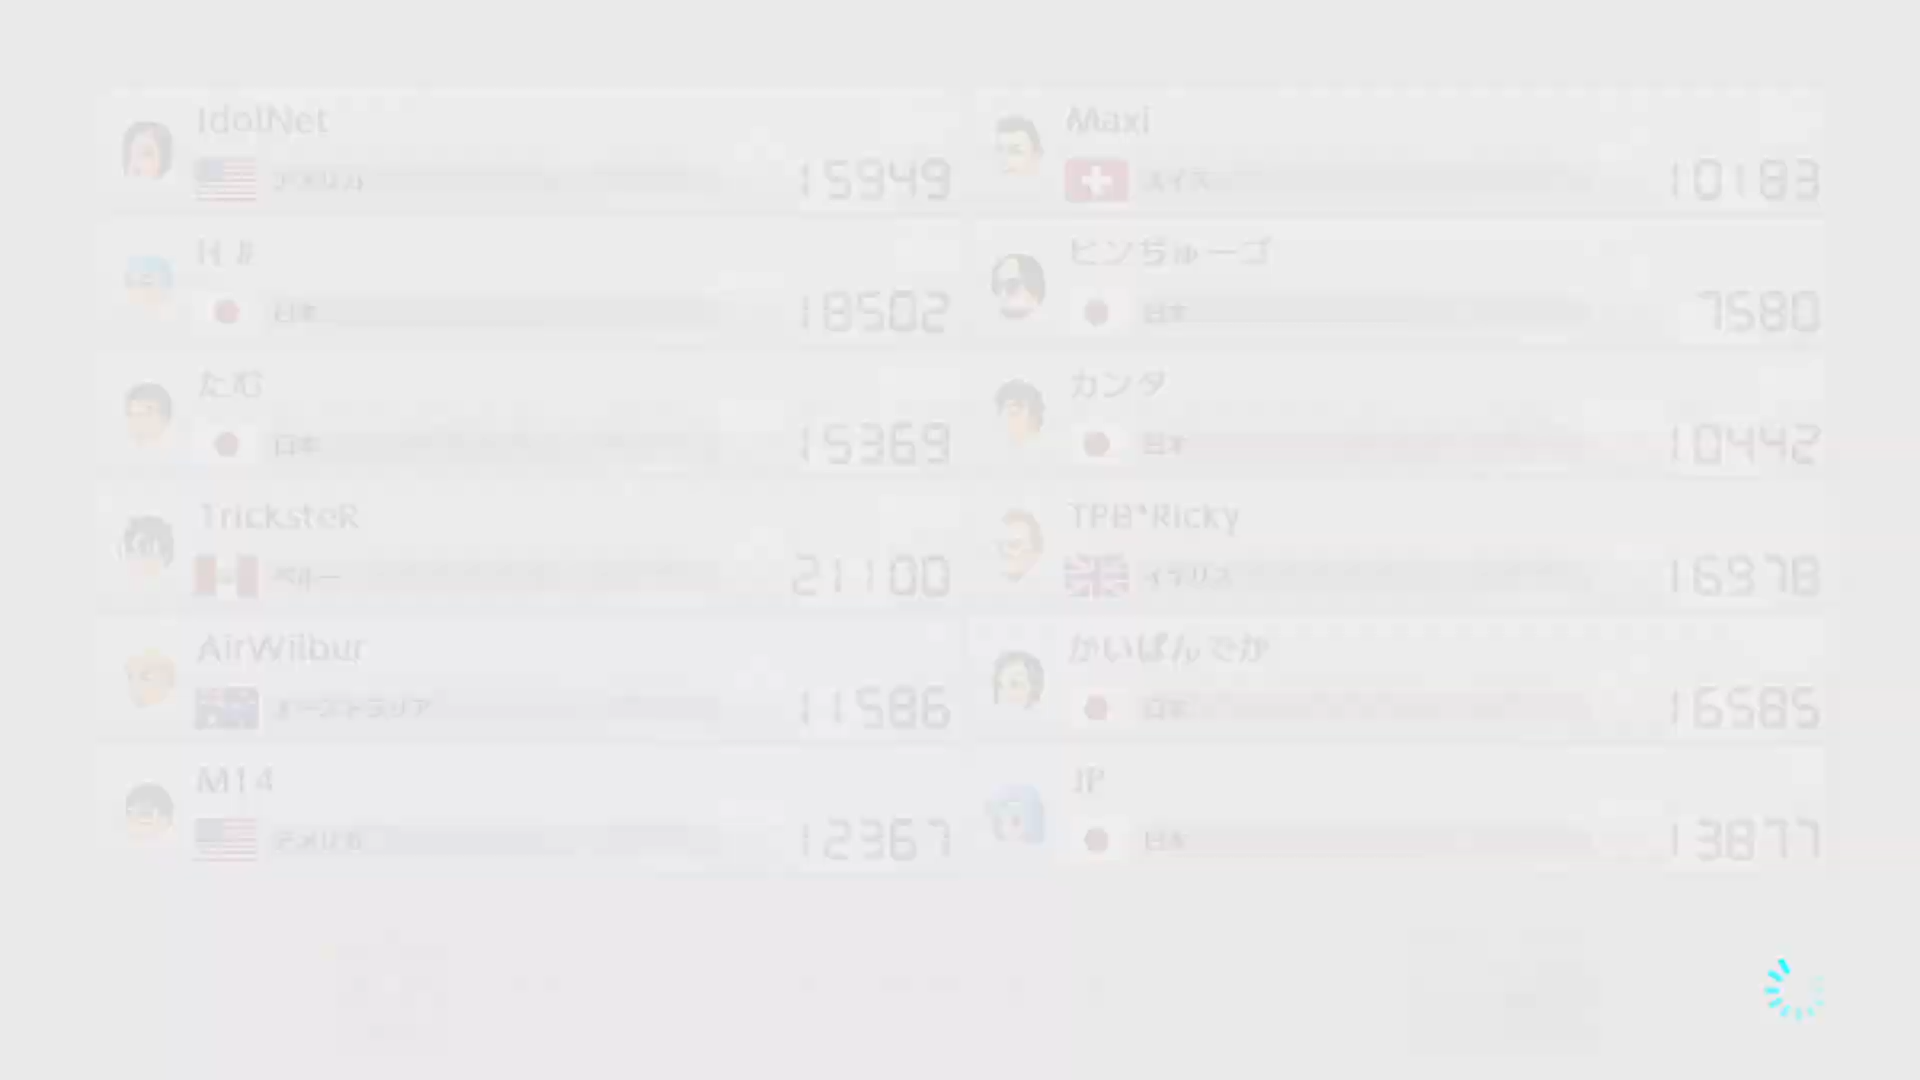 IdolNet
アメリカ 15949
日本 18502
たむ
日本 15369
TricksteR
ペルー 21100
AirWilbur
オーストラリア 11586
M14
アメリカ 12367
Maxi
スイス 10183
ピンちゅーゴ
日本 7580
カンタ
日本 10442
TPB*Ricky
イギリス 16978
かいばんでか
日本 16585
JP
日本 13877